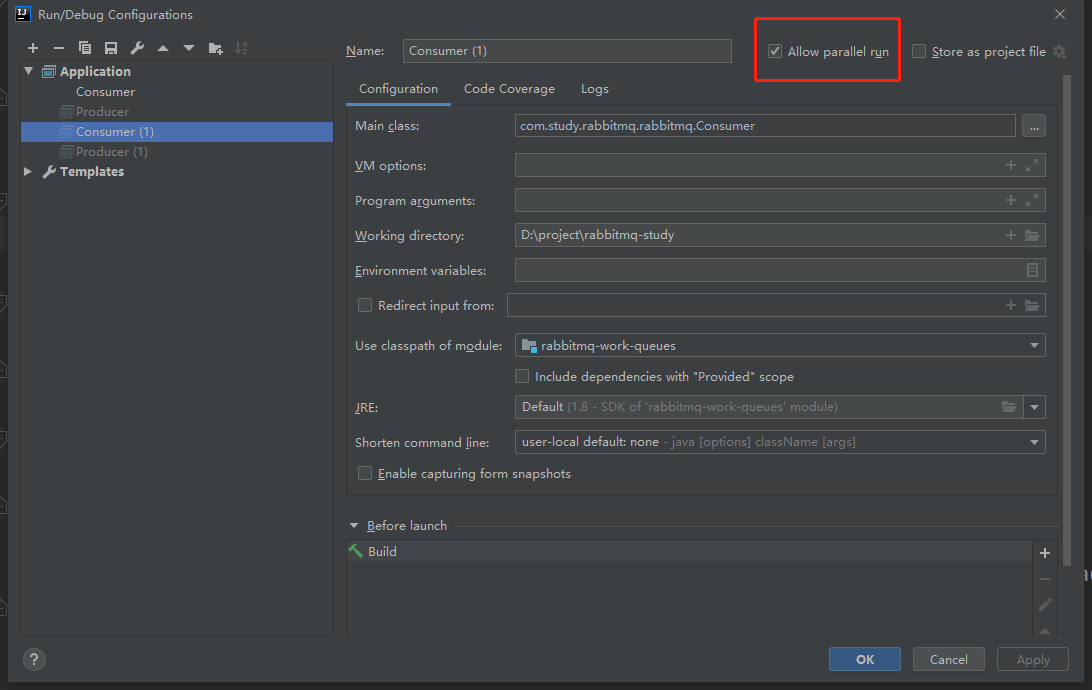 Run/Debug Configurations
Name: Consumer (1) Allow parallel run Store as project file
Application
Consumer
Producer
Consumer (1)
Producer (1)
Templates
Configuration Code Coverage Logs
Main class: com.study.rabbitmq.rabbitmq.Consumer ...
VM options:
Program arguments:
Working directory: D:\project\rabbitmq-study
Environment variables:
Redirect input from:
Use classpath of module: rabbitmq-work-queues
Include dependencies with "Provided" scope
JRE: Default (1.8 - SDK of 'rabbitmq-work-queues' module)
Shorten command line: user-local default: none - java [options] className [args]
Enable capturing form snapshots
Before launch
Build
? OK Cancel Apply